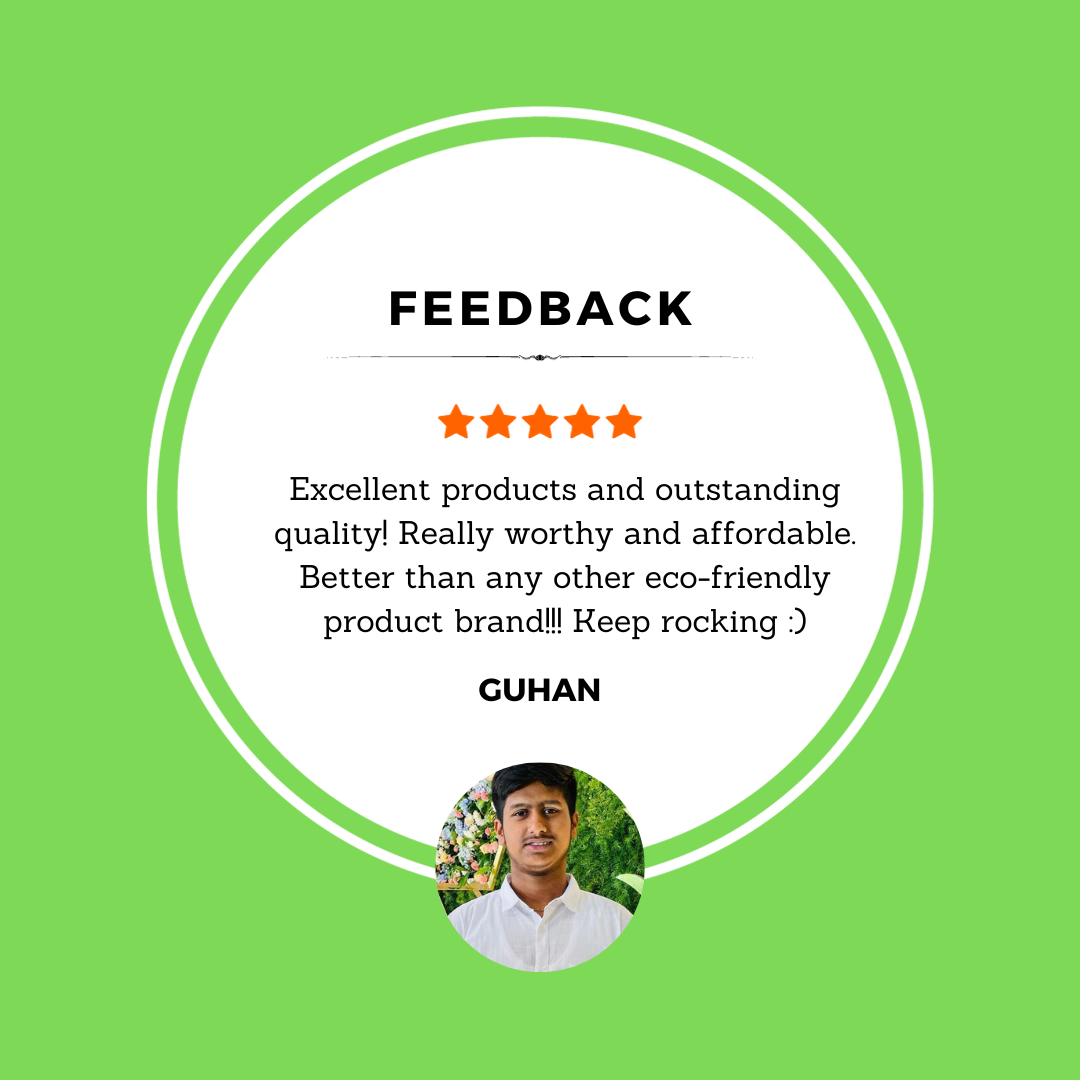 FEEDBACK
Excellent products and outstanding
quality! Really worthy and affordable.
Better than any other eco-friendly
product brand!!! Keep rocking :)
GUHAN